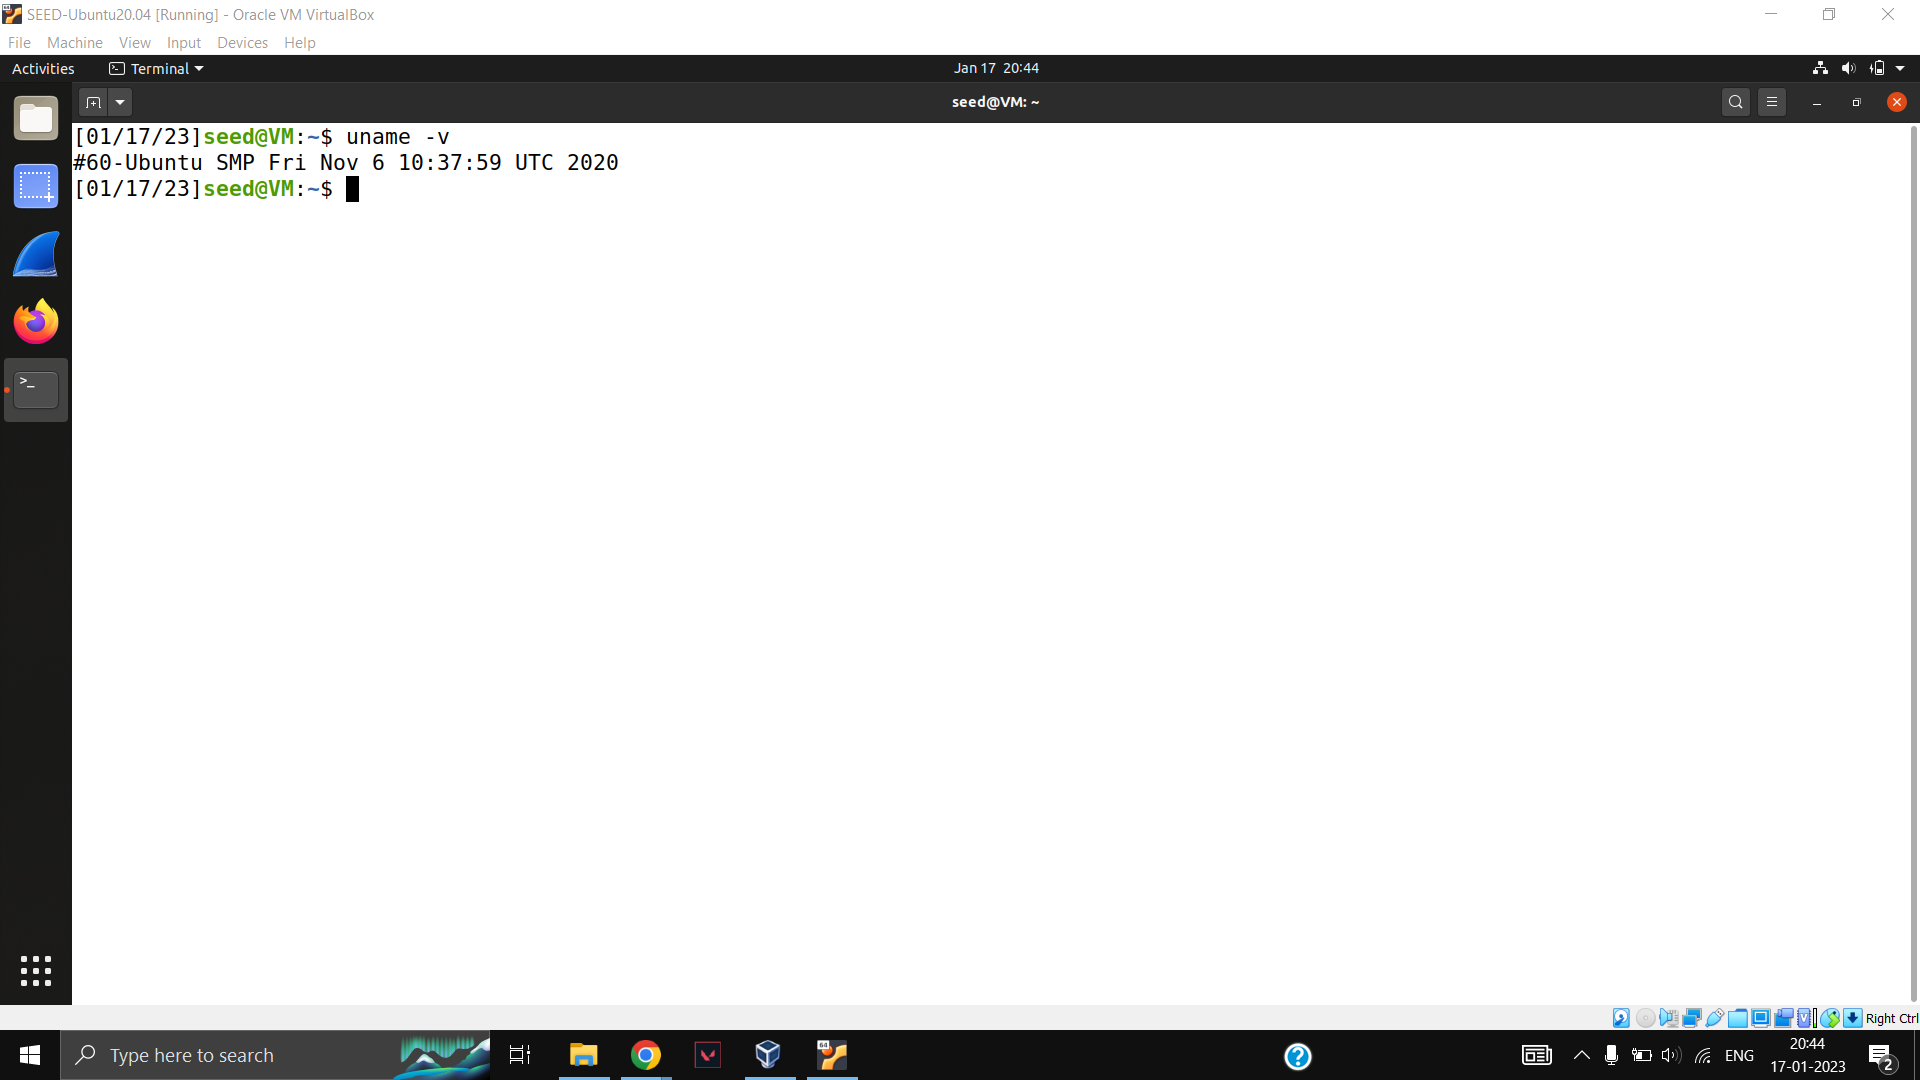 SEED-Ubuntu20.04 [Running] - Oracle VM VirtualBox
File Machine View Input Devices Help
Activities Terminal Jan 17 20:44
seed@VM: ~
[01/17/23]seed@VM:~$ uname -v
#60-Ubuntu SMP Fri Nov 6 10:37:59 UTC 2020
[01/17/23]seed@VM:~$
>_
Right Ctrl
Type here to search
64
ENG
20:44
17-01-2023
2